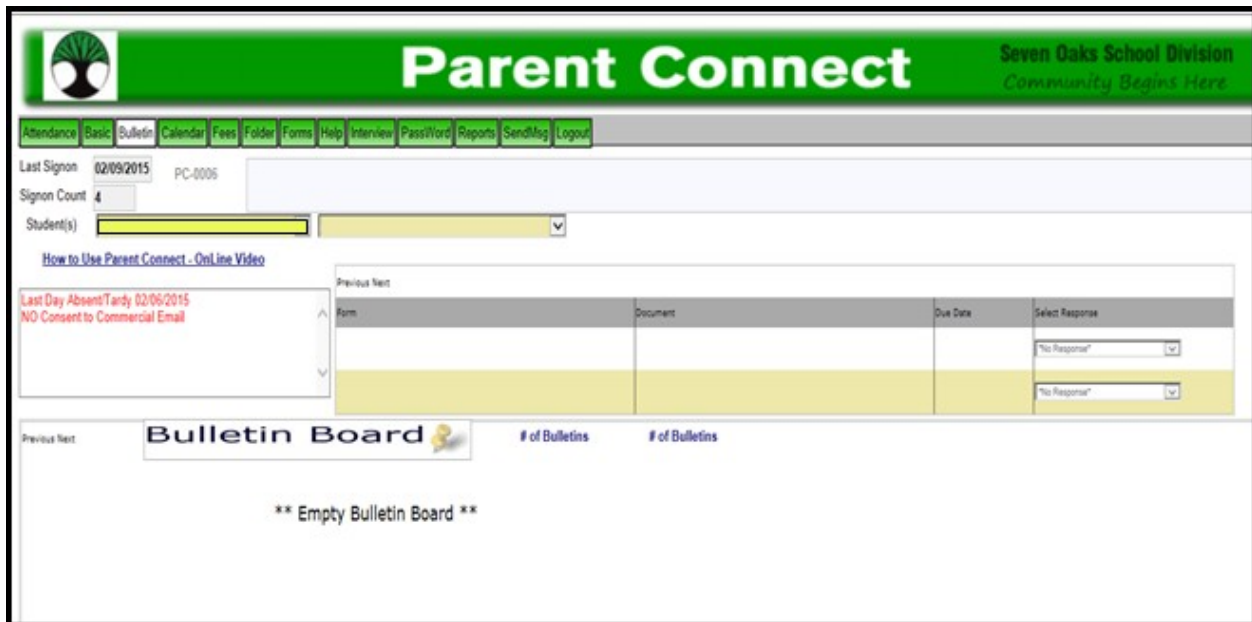 Parent Connect
Seven Oaks School Division
Community Begins Here
Attendance Basic Bulletin Calendar Fees Folder Forms Help Interview PassWord Reports SendMsg Logout
Last Signon 02/09/2015 PC-0006
Signon Count 4
Student(s)
How to Use Parent Connect - OnLine Video
Last Day Absent/Tardy 02/06/2015
NO Consent to Commercial Email
Previous Next
Form Document Due Date Select Response
*No Response*
*No Response*
Previous Next Bulletin Board # of Bulletins # of Bulletins
** Empty Bulletin Board **